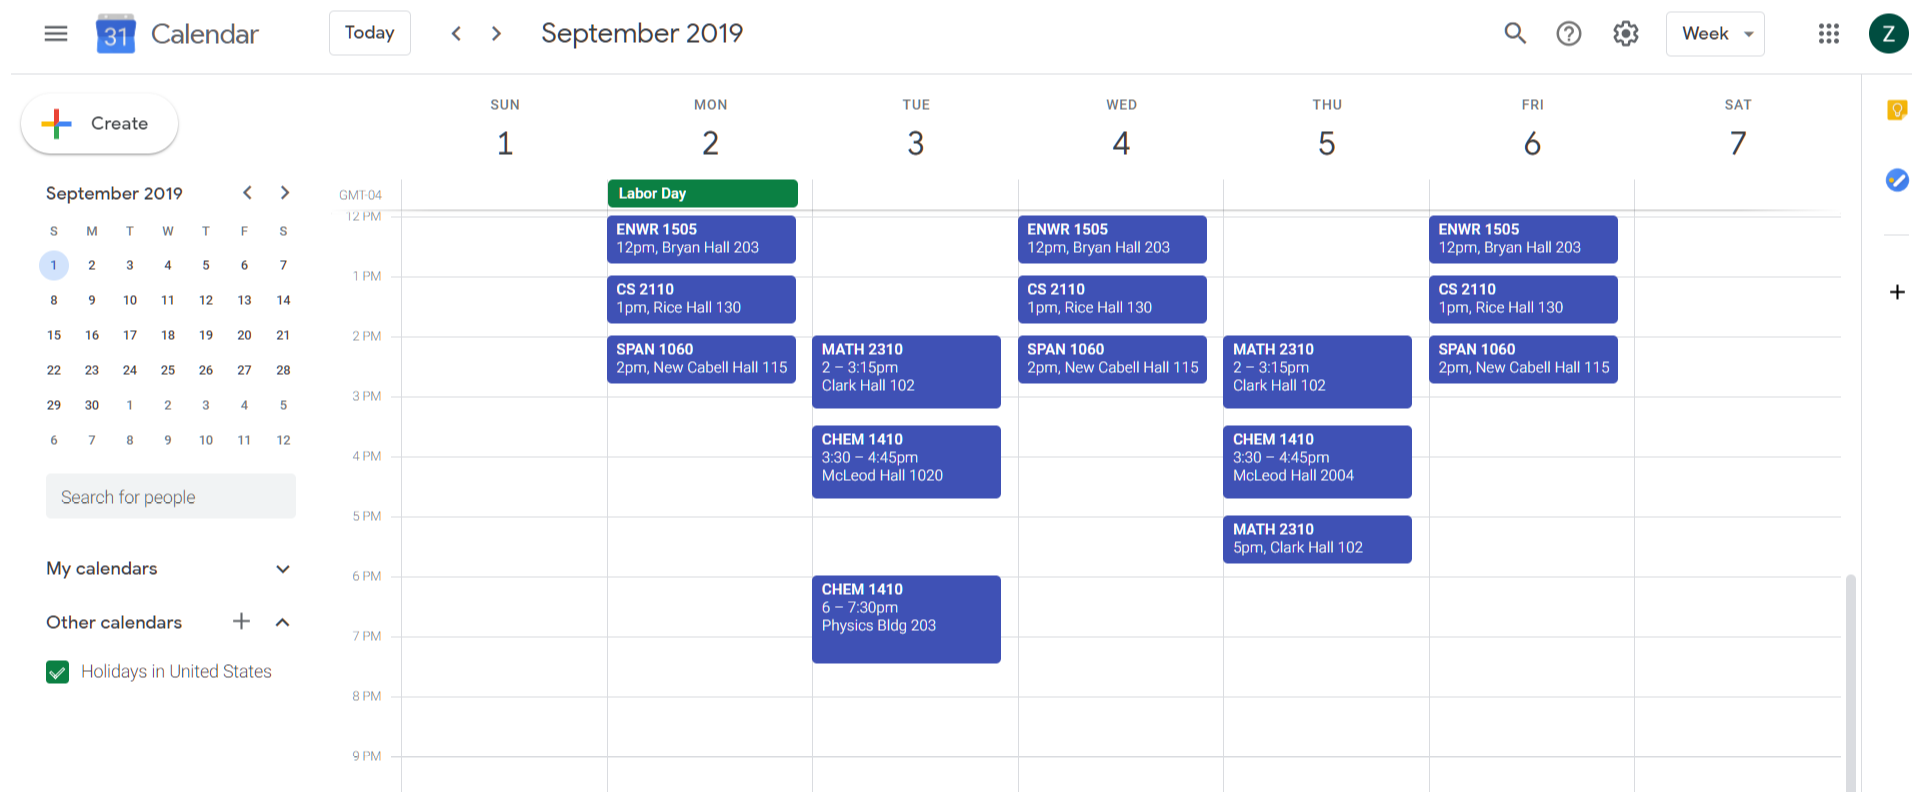 31 Calendar Today September 2019 Week Z
Create
September 2019
S M T W T F S
1 2 3 4 5 6 7
8 9 10 11 12 13 14
15 16 17 18 19 20 21
22 23 24 25 26 27 28
29 30 1 2 3 4 5
6 7 8 9 10 11 12
Search for people
My calendars
Other calendars
Holidays in United States
SUN MON TUE WED THU FRI SAT
1 2 3 4 5 6 7
GMT-04
Labor Day
12 PM
1 PM
2 PM
3 PM
4 PM
5 PM
6 PM
7 PM
8 PM
9 PM
ENWR 1505
12pm, Bryan Hall 203
CS 2110
1pm, Rice Hall 130
SPAN 1060
2pm, New Cabell Hall 115
MATH 2310
2 – 3:15pm
Clark Hall 102
CHEM 1410
3:30 – 4:45pm
McLeod Hall 1020
CHEM 1410
6 – 7:30pm
Physics Bldg 203
ENWR 1505
12pm, Bryan Hall 203
CS 2110
1pm, Rice Hall 130
SPAN 1060
2pm, New Cabell Hall 115
MATH 2310
2 – 3:15pm
Clark Hall 102
CHEM 1410
3:30 – 4:45pm
McLeod Hall 2004
MATH 2310
5pm, Clark Hall 102
ENWR 1505
12pm, Bryan Hall 203
CS 2110
1pm, Rice Hall 130
SPAN 1060
2pm, New Cabell Hall 115